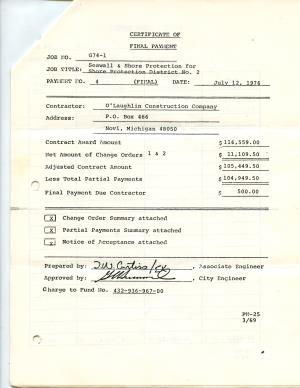 CERTIFICATE OF
FINAL PAYMENT
JOB NO. G74-1
JOB TITLE: Seawall & Shore Protection for
Shore Protection District No. 2
PAYMENT NO. 4 (FINAL) DATE: July 12, 1974
Contractor: O'Laughlin Construction Company
Address: P.O. Box 466
Novi, Michigan 48050
Contract Award Amount $ 116,559.00
Net Amount of Change Orders 1 & 2 $ 11,109.50
Adjusted Contract Amount $ 105,449.50
Less Total Partial Payments $ 104,949.50
Final Payment Due Contractor $ 500.00
X Change Order Summary attached
X Partial Payments Summary attached
X Notice of Acceptance attached
Prepared by: , Associate Engineer
Approved by: , City Engineer
Charge to Fund No. 432-936-967-00
PM-25
3/69